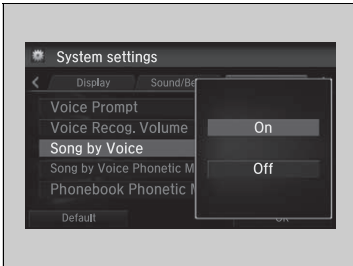 System settings
Display Sound/Be
Voice Prompt
Voice Recog. Volume
On
Song by Voice
Song by Voice Phonetic M
Off
Phonebook Phonetic
Default